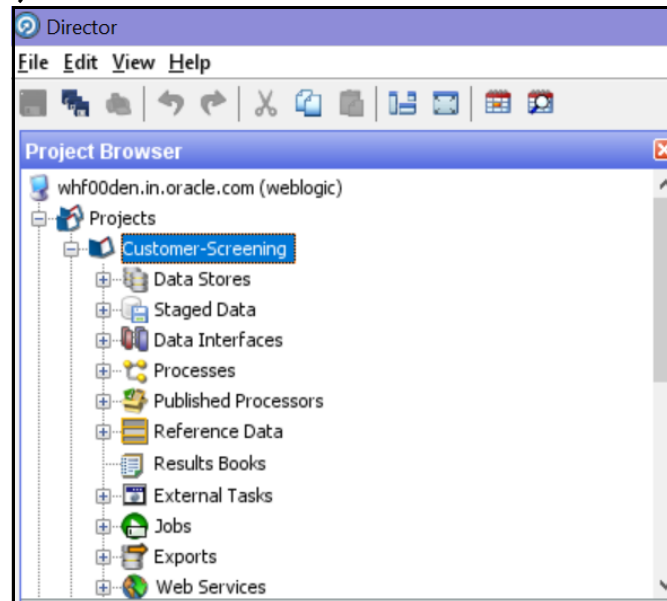 Director
File Edit View Help
Project Browser
whf00den.in.oracle.com (weblogic)
Projects
Customer-Screening
Data Stores
Staged Data
Data Interfaces
Processes
Published Processors
Reference Data
Results Books
External Tasks
Jobs
Exports
Web Services